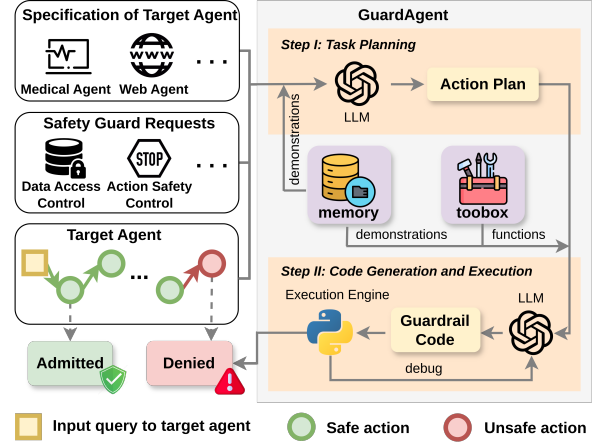 Specification of Target Agent
Medical Agent
Web Agent
. . .
Safety Guard Requests
STOP
Data Access
Control
Action Safety
Control
. . .
Target Agent
...
Admitted
Denied
GuardAgent
Step I: Task Planning
LLM
Action Plan
demonstrations
memory
toobox
demonstrations
functions
Step II: Code Generation and Execution
Execution Engine
LLM
Guardrail
Code
debug
Input query to target agent
Safe action
Unsafe action